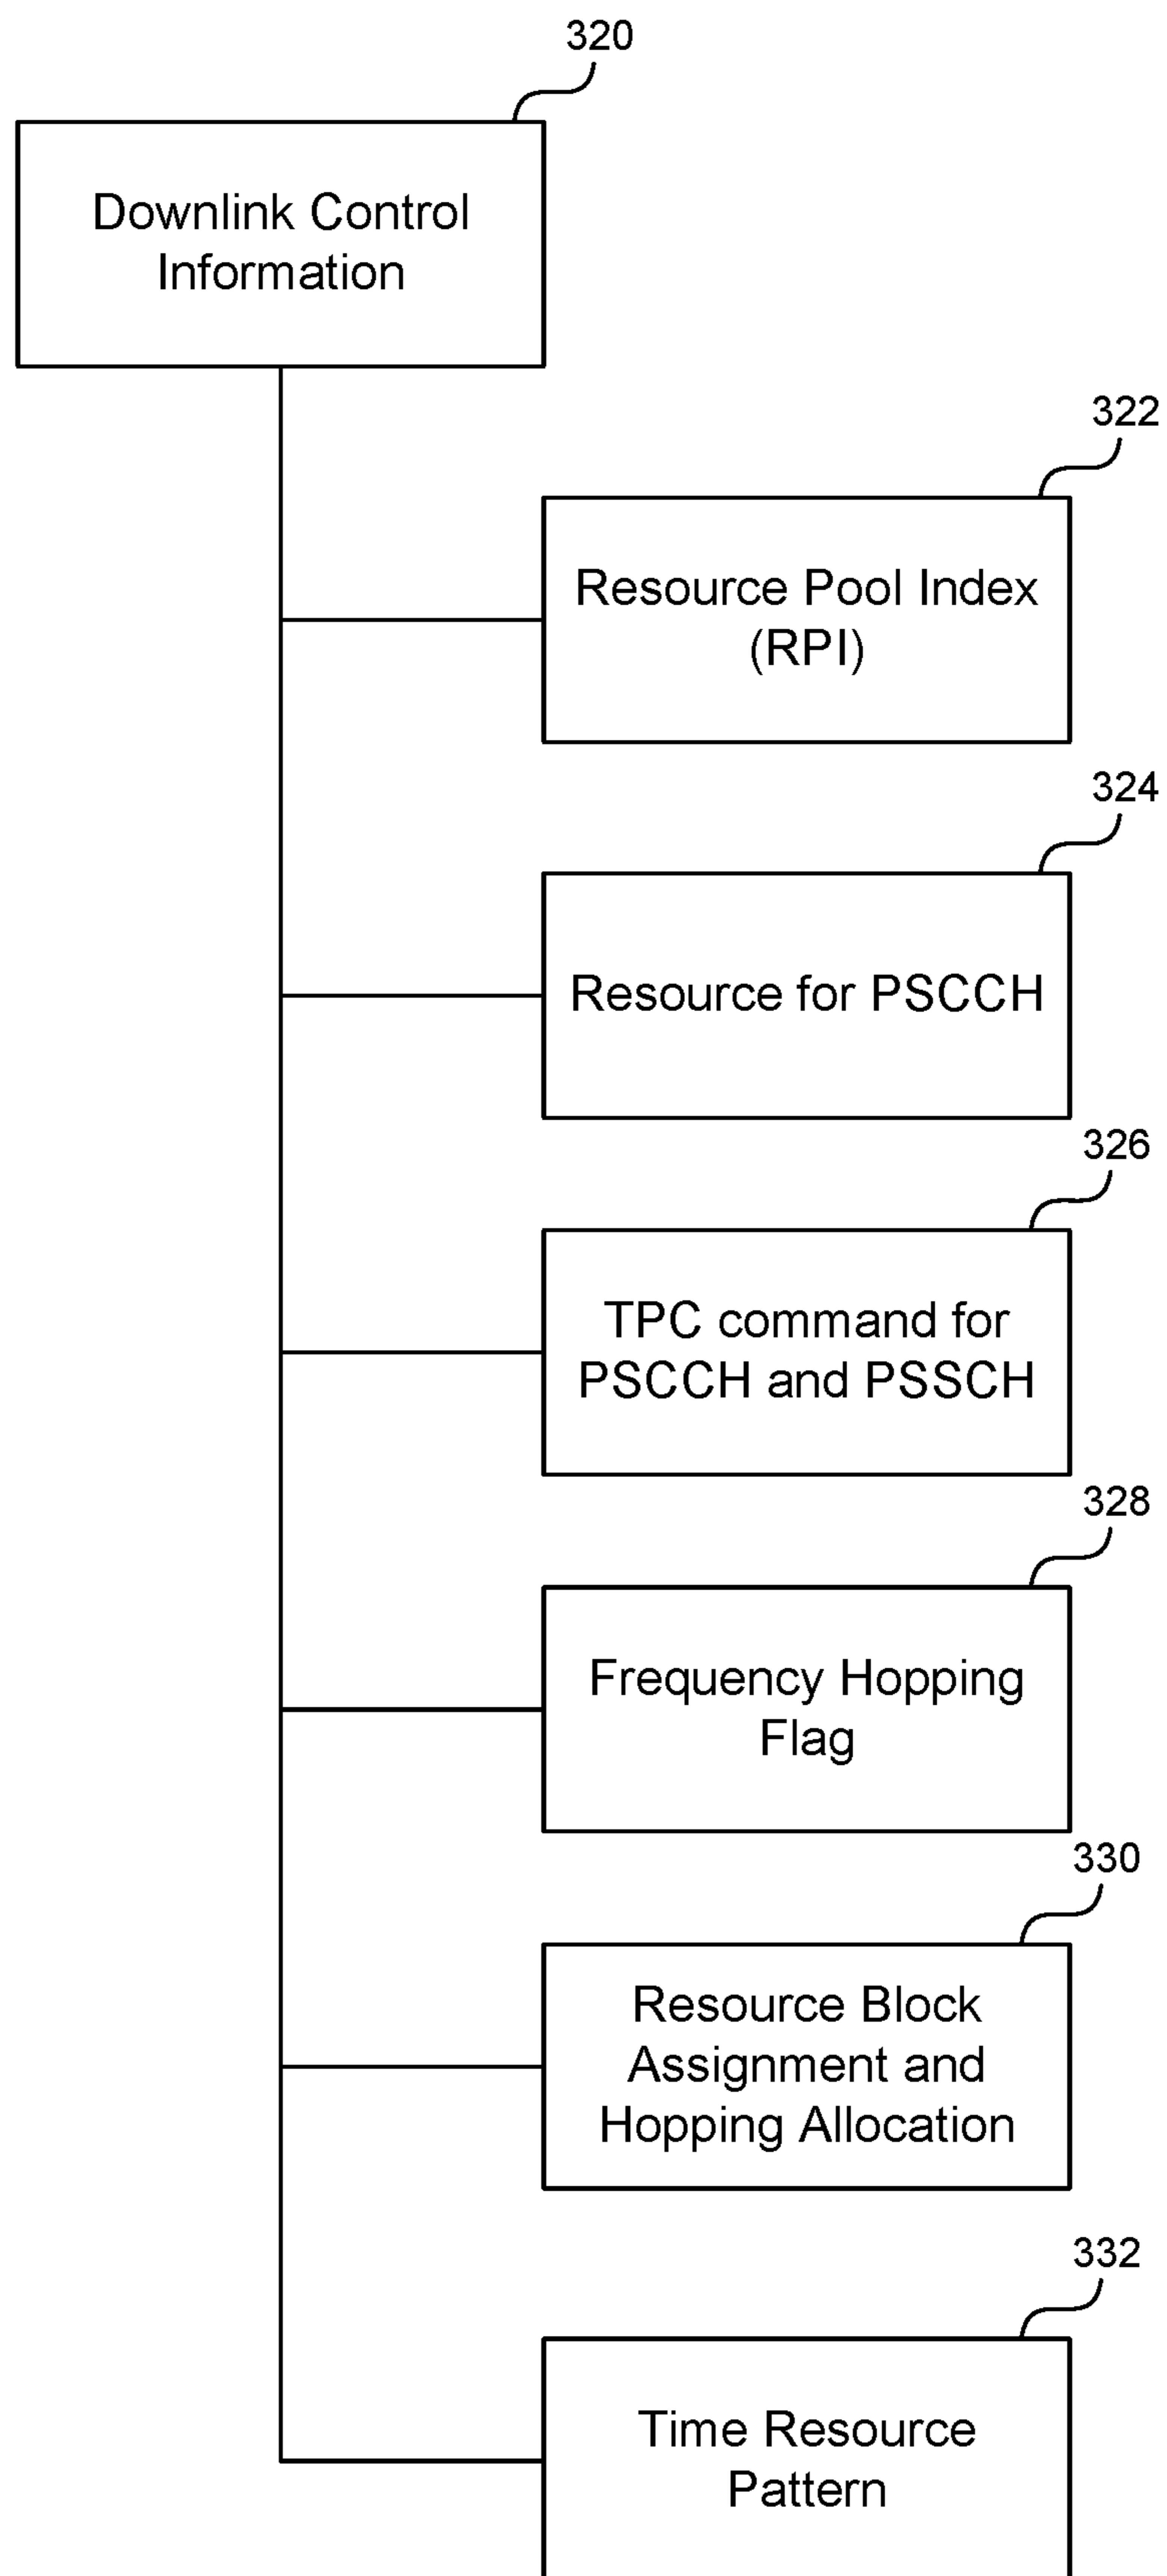 320
Downlink Control
Information
322
Resource Pool Index
(RPI)
324
Resource for PSCCH
326
TPC command for
PSCCH and PSSCH
328
Frequency Hopping
Flag
330
Resource Block
Assignment and
Hopping Allocation
332
Time Resource
Pattern